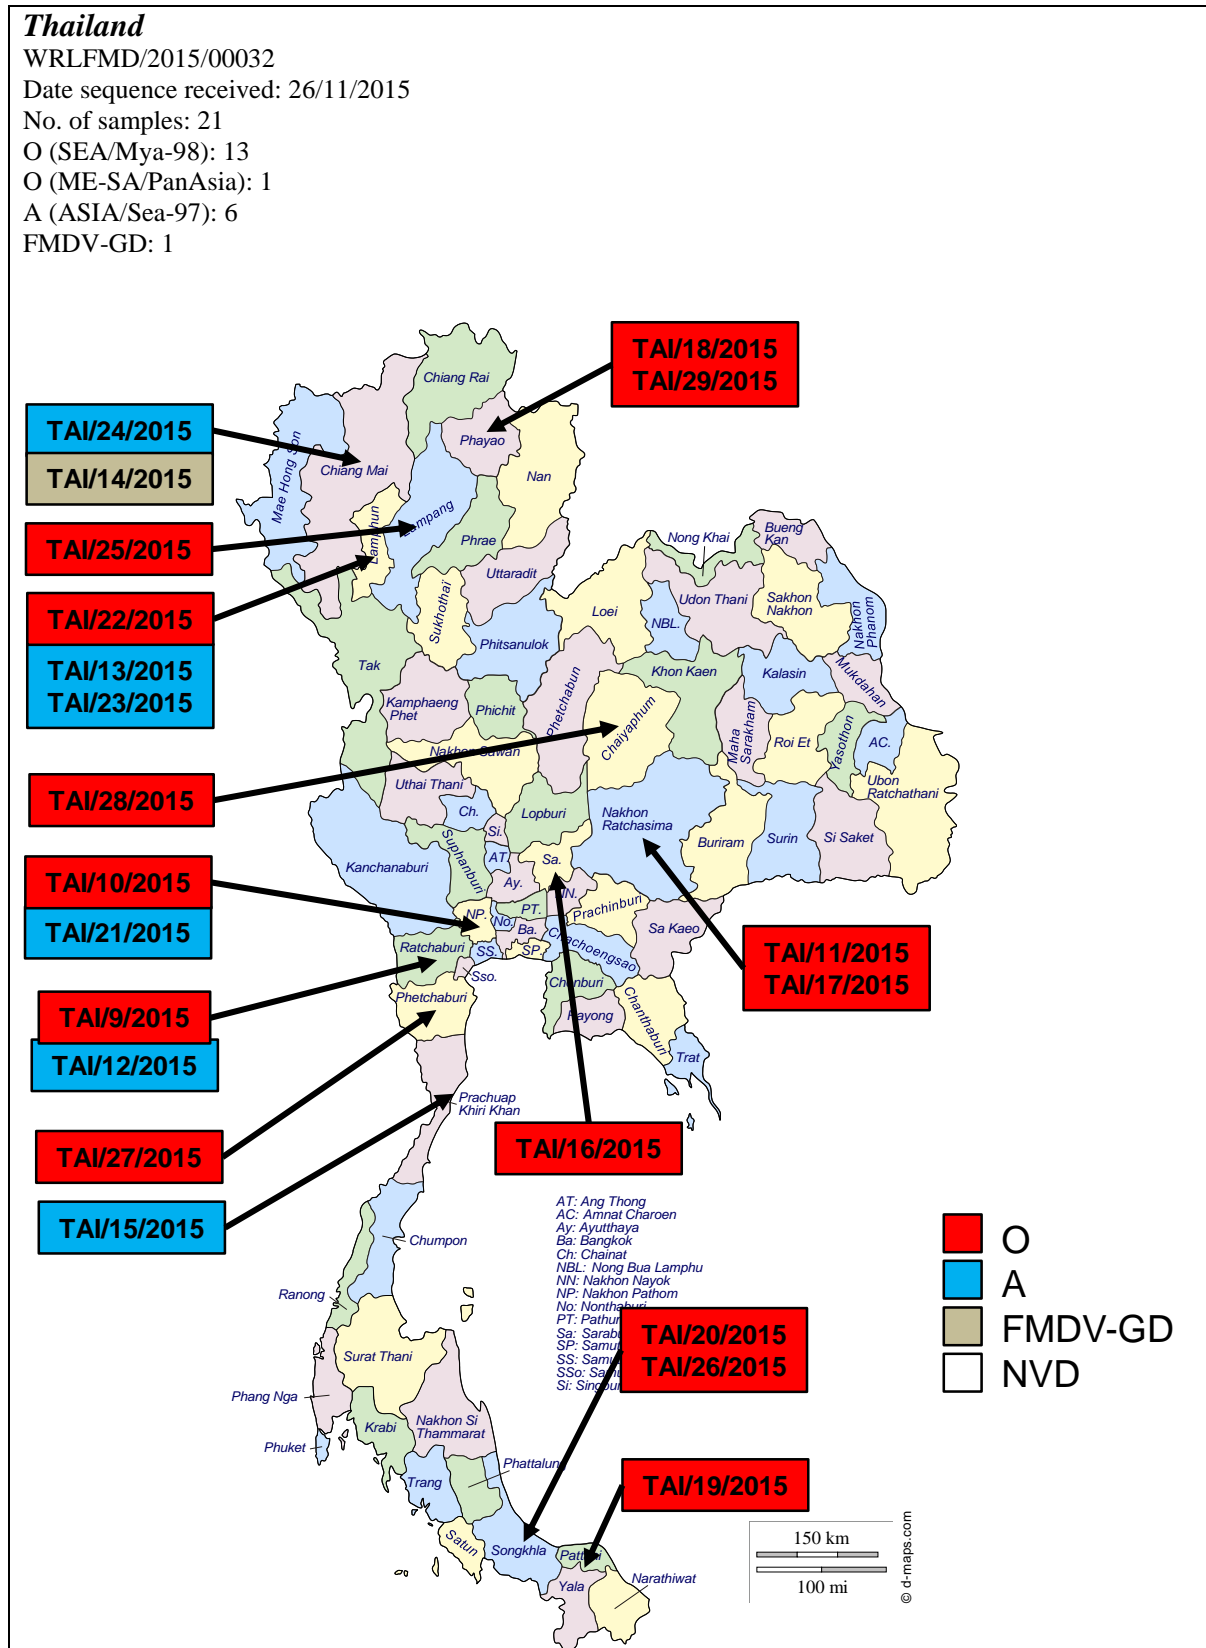 Thailand
WRLFMD/2015/00032
Date sequence received: 26/11/2015
No. of samples: 21
O (SEA/Mya-98): 13
O (ME-SA/PanAsia): 1
A (ASIA/Sea-97): 6
FMDV-GD: 1
TAI/18/2015
TAI/29/2015
TAI/24/2015
TAI/14/2015
TAI/25/2015
TAI/22/2015
TAI/13/2015
TAI/23/2015
TAI/28/2015
TAI/10/2015
TAI/21/2015
TAI/9/2015
TAI/12/2015
TAI/27/2015
TAI/15/2015
TAI/11/2015
TAI/17/2015
TAI/16/2015
TAI/20/2015
TAI/26/2015
TAI/19/2015
Chiang Rai
Phayao
Nan
Mae Hong Son
Chiang Mai
Lamphun
Lampang
Phrae
Uttaradit
Sukhothaï
Tak
Phitsanulok
Kamphaeng
Phet
Phichit
Phetchabun
Loei
Nong Khai
Bueng
Kan
NBL.
Udon Thani
Sakhon
Nakhon
Nakhon
Phanom
Khon Kaen
Kalasin
Mukdahan
Chaiyaphum
Maha
Sarakham
Roi Et
Yasothon
AC.
Ubon
Ratchathani
Nakhon Sawan
Uthai Thani
Ch.
Si.
Lopburi
Nakhon
Ratchasima
Buriram
Surin
Si Saket
Kanchanaburi
Suphanburi
AT.
Ay.
Sa.
NN.
PT.
NP.
No.
Ba.
Prachinburi
Sa Kaeo
Ratchaburi
SS.
SP.
Chachoengsao
Sso.
Phetchaburi
Chonburi
Rayong
Chanthaburi
Trat
Prachuap
Khiri Khan
AT: Ang Thong
AC: Amnat Charoen
Ay: Ayutthaya
Ba: Bangkok
Ch: Chainat
NBL: Nong Bua Lamphu
NN: Nakhon Nayok
NP: Nakhon Pathom
No: Nonthaburi
PT:
Sa:
SP:
SS:
SSo:
Si:
Chumpon
Ranong
Surat Thani
Phang Nga
Krabi
Nakhon Si
Thammarat
Phuket
Trang
Phattalung
Satun
Songkhla
Pattani
Yala
Narathiwat
O
A
FMDV-GD
NVD
150 km
100 mi
© d-maps.com